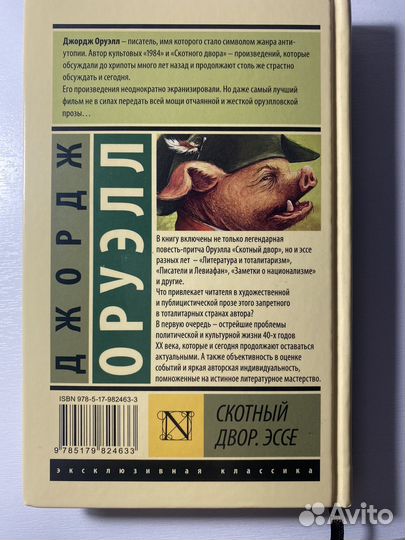 Джордж Оруэлл – писатель, имя которого стало символом жанра анти-
утопии. Автор культовых «1984» и «Скотного двора» – произведений, которые
обсуждали до хрипоты много лет назад и продолжают столь же страстно
обсуждать и сегодня.
Его произведения неоднократно экранизировали. Но даже самый лучший
фильм не в силах передать всей мощи отчаянной и жесткой оруэлловской
прозы…
ДЖОРДЖ
ОРУЭЛЛ
В книгу включены не только легендарная
повесть-притча Оруэлла «Скотный двор», но и эссе
разных лет – «Литература и тоталитаризм»,
«Писатели и Левиафан», «Заметки о национализме»
и другие.
Что привлекает читателя в художественной
и публицистической прозе этого запретного
в тоталитарных странах автора?
В первую очередь – острейшие проблемы
политической и культурной жизни 40-х годов
XX века, которые и сегодня продолжают оставаться
актуальными. А также объективность в оценке
событий и яркая авторская индивидуальность,
помноженные на истинное литературное мастерство.
ISBN 978-5-17-982463-3
9 785179 824633
N
СКОТНЫЙ
ДВОР. ЭССЕ
эксклюзивная классика
Avito